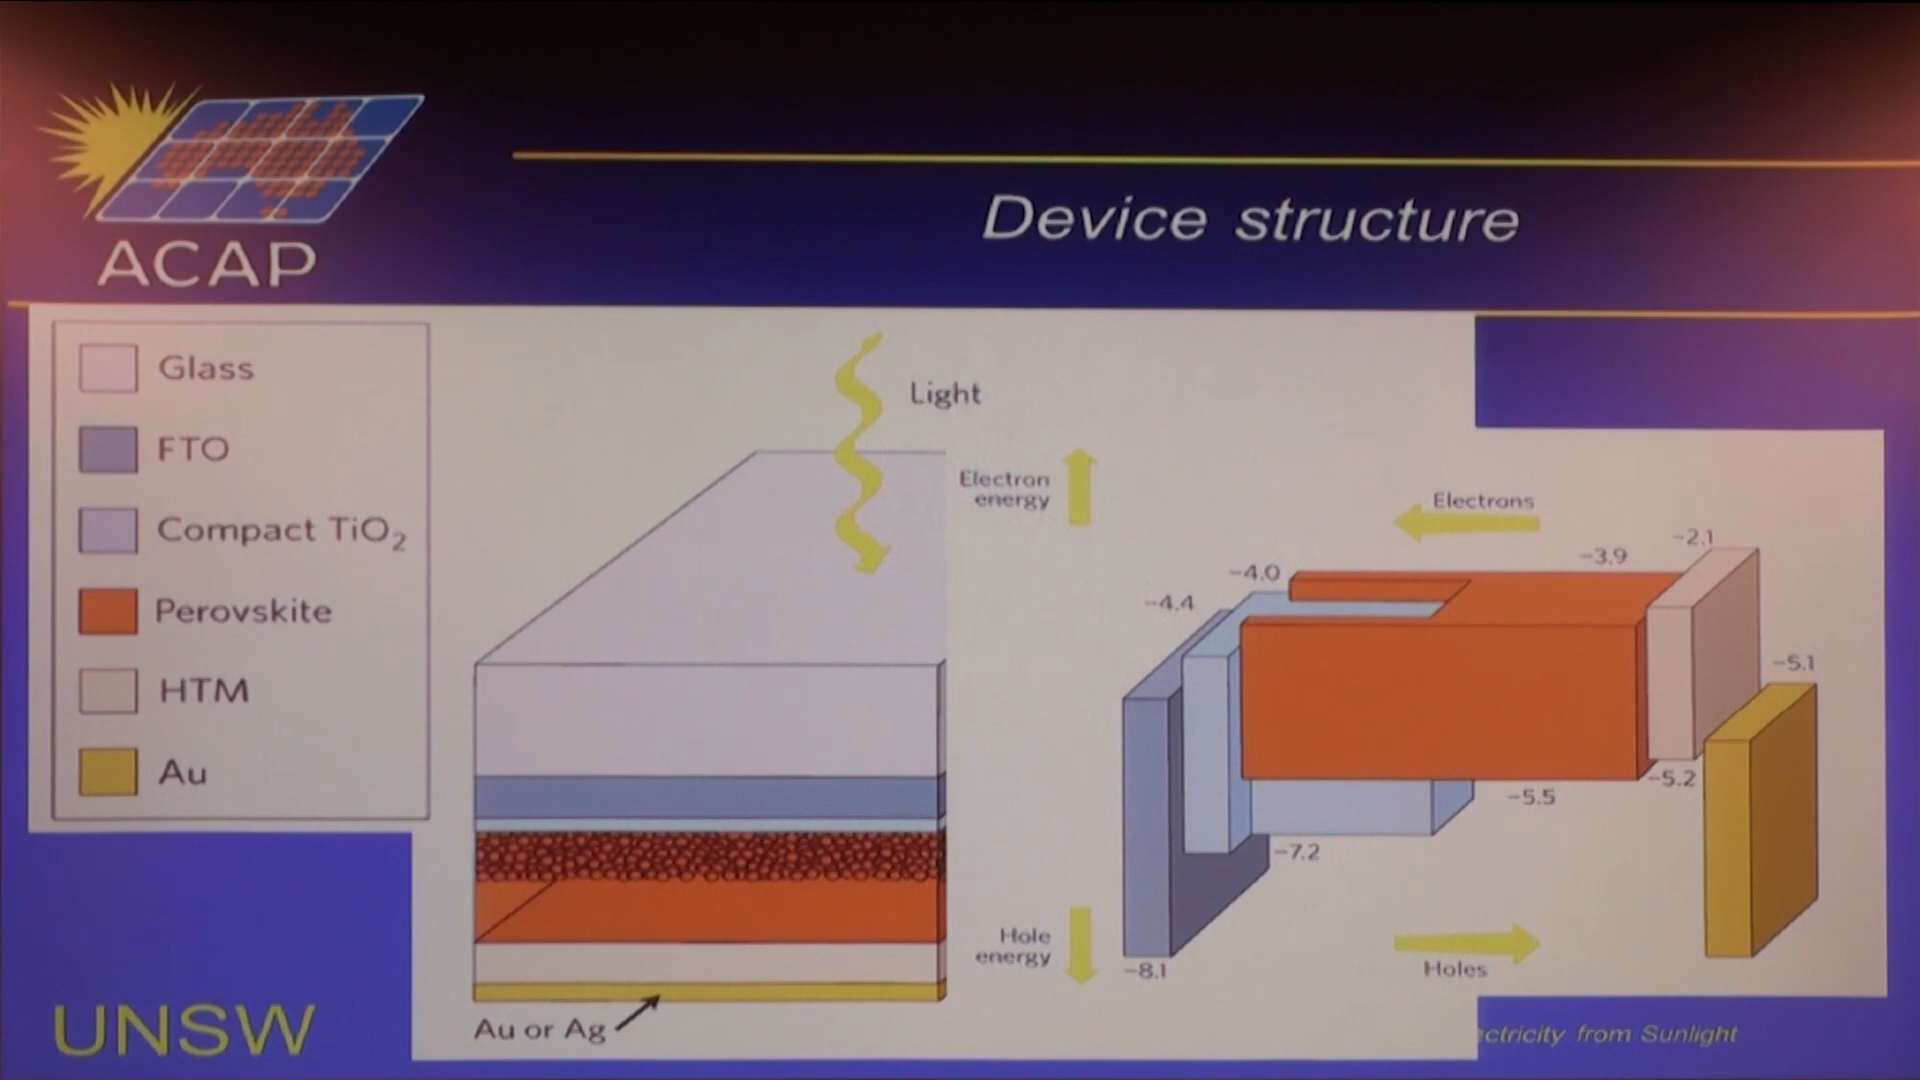 ACAP
Device structure
Glass
FTO
Compact TiO₂
Perovskite
HTM
Au
Light
Electron
energy
Electrons
−2.1
−3.9
−4.0
−4.4
−5.1
−5.2
−5.5
−7.2
Hole
energy
−8.1
Holes
Au or Ag
UNSW
ectricity from Sunlight